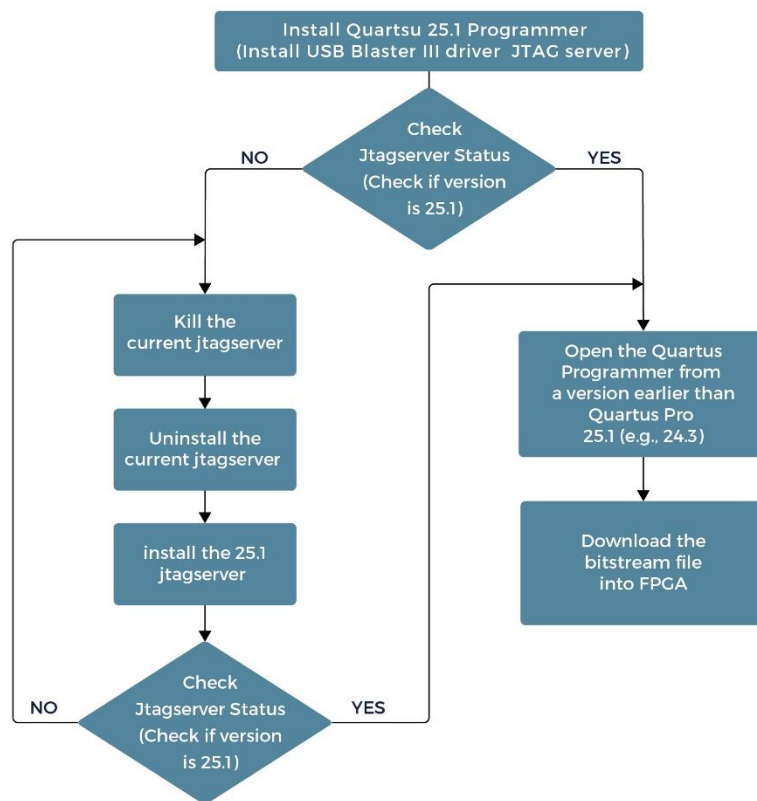 Install Quartsu 25.1 Programmer
(Install USB Blaster III driver JTAG server)
Check
Jtagserver Status
(Check if version
is 25.1)
NO
YES
Kill the
current jtagserver
Uninstall the
current jtagserver
install the 25.1
jtagserver
Check
Jtagserver Status
(Check if version
is 25.1)
NO
YES
Open the Quartus
Programmer from
a version earlier than
Quartus Pro
25.1 (e.g., 24.3)
Download the
bitstream file
into FPGA